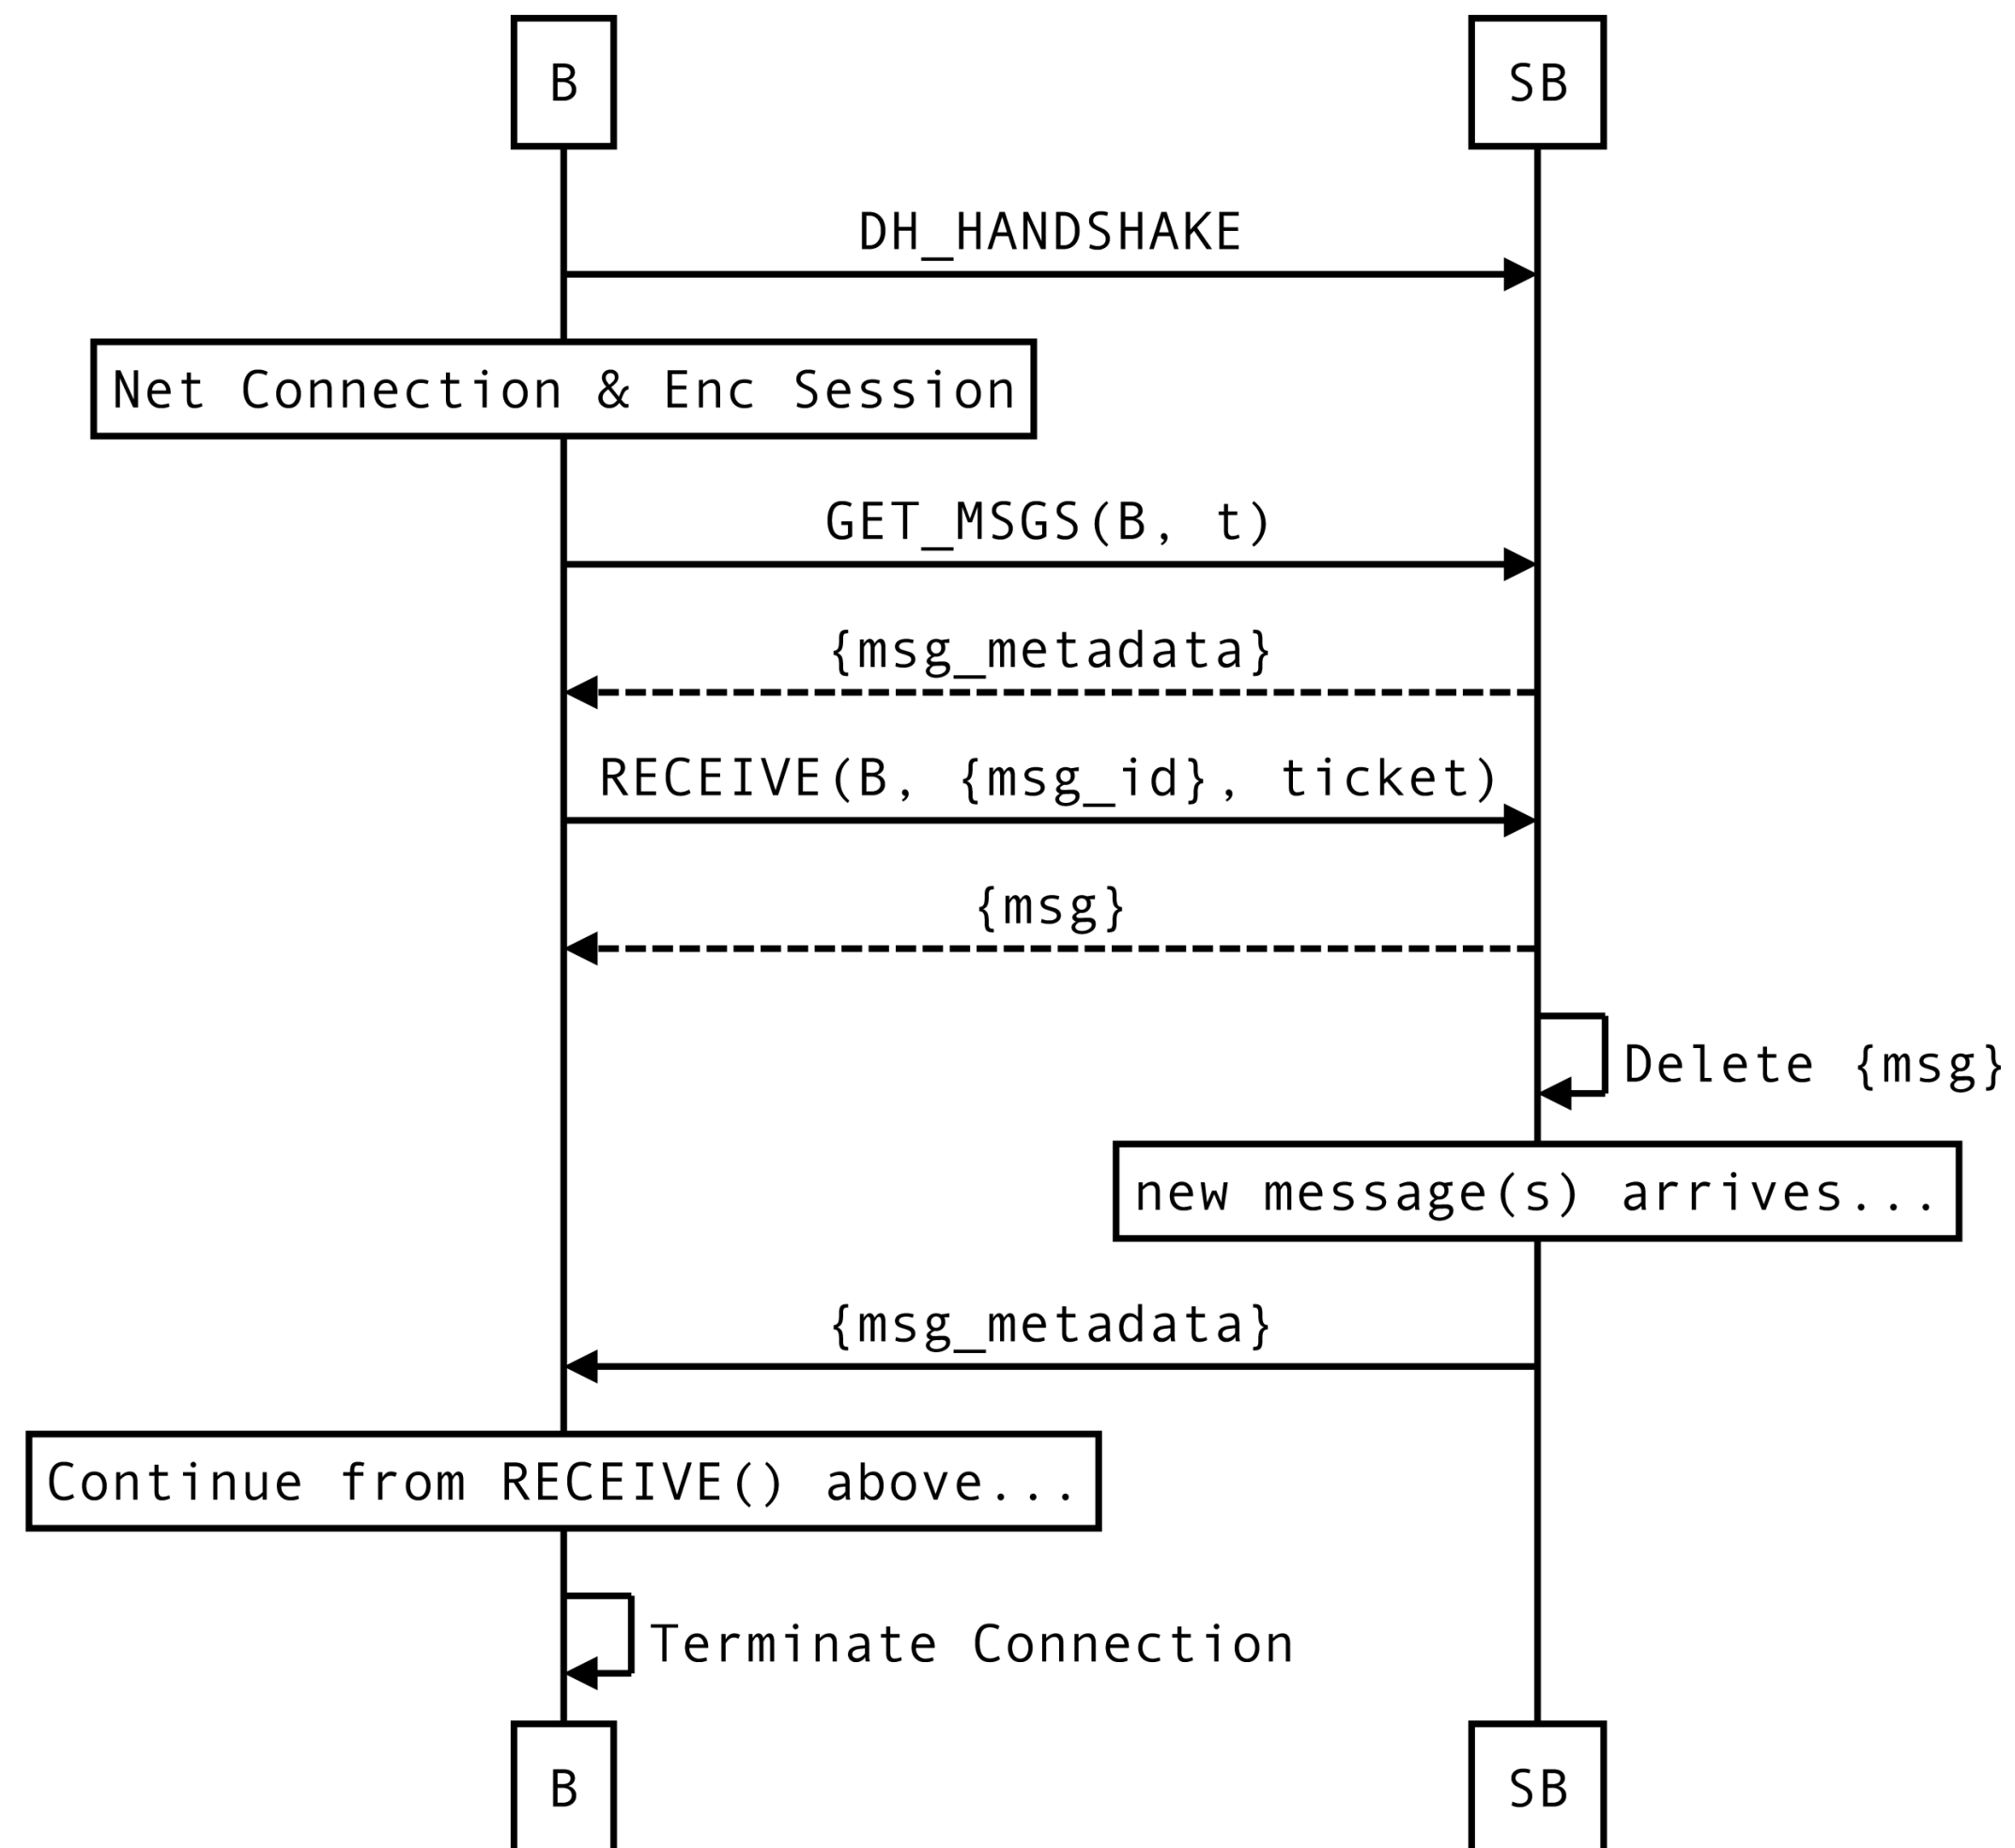 B
SB
DH_HANDSHAKE
Net Connection & Enc Session
GET_MSGS(B, t)
{msg_metadata}
RECEIVE(B, {msg_id}, ticket)
{msg}
Delete {msg}
new message(s) arrives...
{msg_metadata}
Continue from RECEIVE() above...
Terminate Connection
B
SB